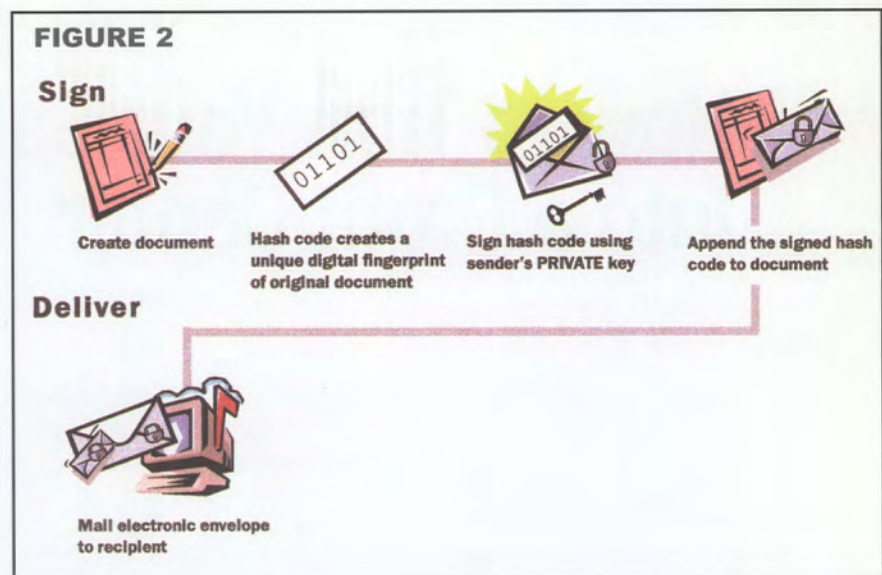 FIGURE 2
Sign
Create document
Hash code creates a
unique digital fingerprint
of original document
01101
Sign hash code using
sender's PRIVATE key
01101
Append the signed hash
code to document
Deliver
Mail electronic envelope
to recipient